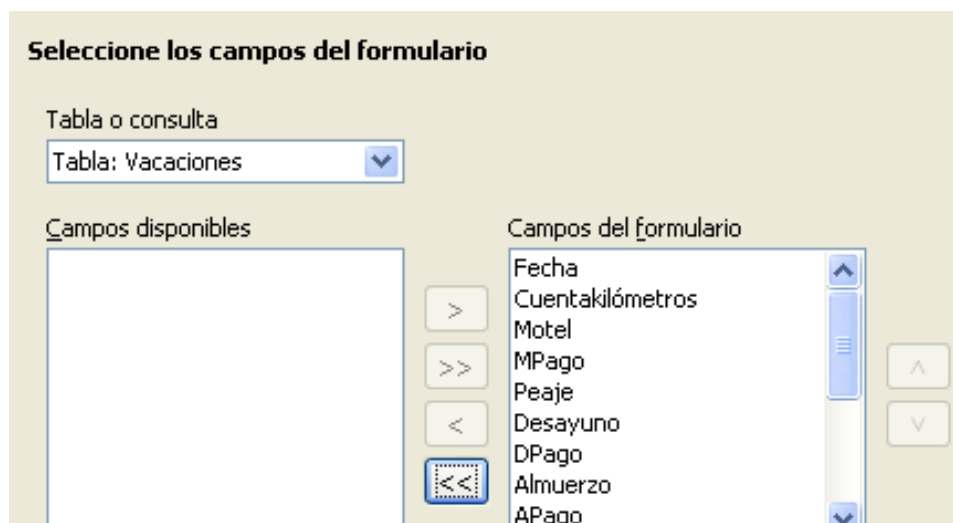 Seleccione los campos del formulario
Tabla o consulta
Tabla: Vacaciones
Campos disponibles
Campos del formulario
Fecha
Cuentakilómetros
Motel
MPago
Peaje
Desayuno
DPago
Almuerzo
APago
>
>>
<
<<
^
v